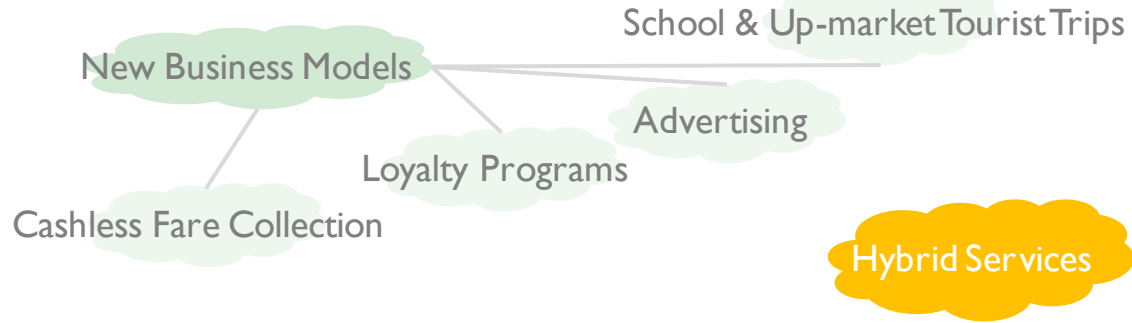 School & Up-market Tourist Trips
New Business Models
Advertising
Loyalty Programs
Cashless Fare Collection
Hybrid Services